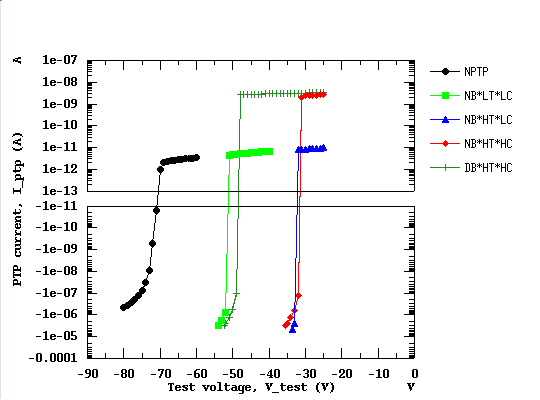 A
1e-07
1e-08
1e-09
1e-10
1e-11
1e-12
1e-13
-1e-11
-1e-10
-1e-09
-1e-08
-1e-07
-1e-06
-1e-05
-0.0001
PTP current, I_ptp (A)
-90 -80 -70 -60 -50 -40 -30 -20 -10 0
Test voltage, V_test (V) V
NPTP
NB*LT*LC
NB*HT*LC
NB*HT*HC
DB*HT*HC